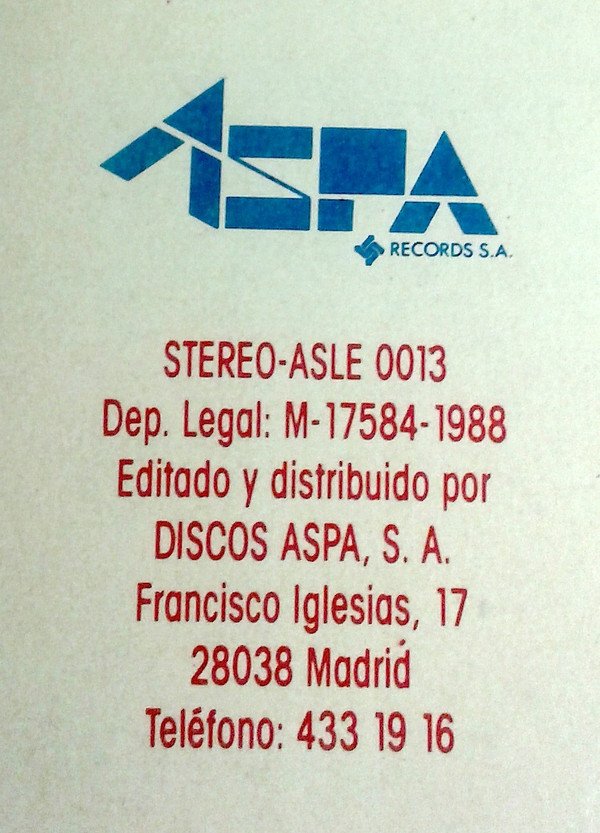 ASPA
RECORDS S.A.
STEREO-ASLE 0013
Dep. Legal: M-17584-1988
Editado y distribuido por
DISCOS ASPA, S. A.
Francisco Iglesias, 17
28038 Madrid
Teléfono: 433 19 16